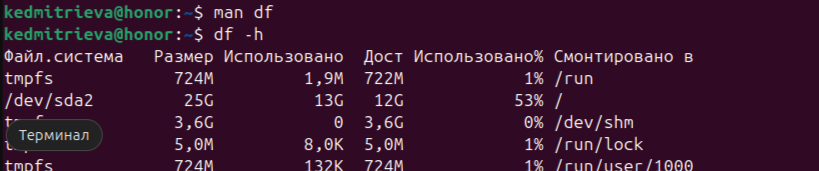 kedmitrieva@honor:~$ man df
kedmitrieva@honor:~$ df -h
Файл.система Размер Использовано Дост Использовано% Смонтировано в
tmpfs 724M 1,9M 722M 1% /run
/dev/sda2 25G 13G 12G 53% /
3,6G 0 3,6G 0% /dev/shm
Терминал
5,0M 8,0K 5,0M 1% /run/lock
tmpfs 724M 132K 724M 1% /run/user/1000